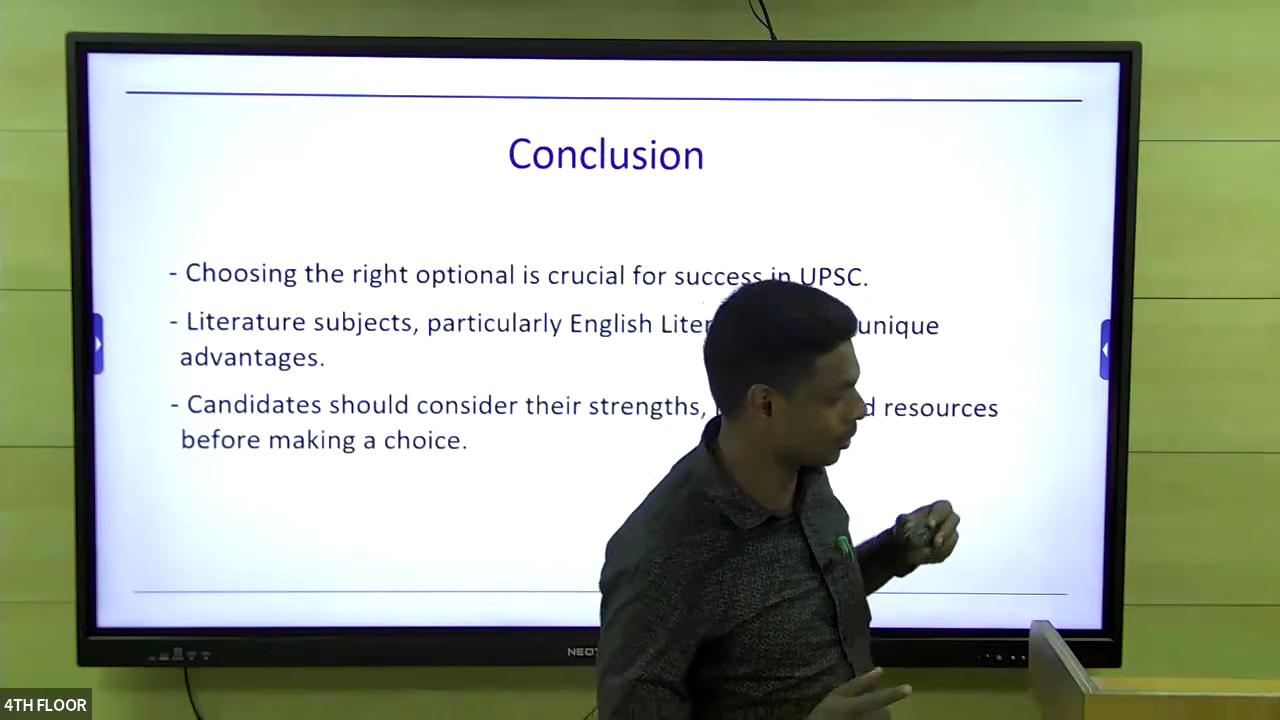 Conclusion
- Choosing the right optional is crucial for success in UPSC.
- Literature subjects, particularly English unique
advantages.
- Candidates should consider their strengths, resources
before making a choice.
4TH FLOOR